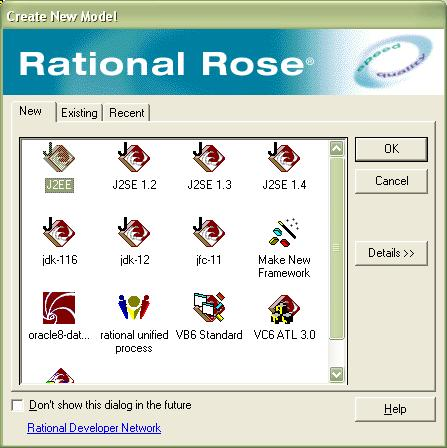 Create New Model
Rational Rose®
speed
quality
New
Existing
Recent
J2EE
J2SE 1.2
J2SE 1.3
J2SE 1.4
OK
Cancel
jdk-116
jdk-12
jfc-11
Make New
Framework
Details >>
oracle8-dat...
rational unified
process
VB6 Standard
VC6 ATL 3.0
Don't show this dialog in the future
Help
Rational Developer Network